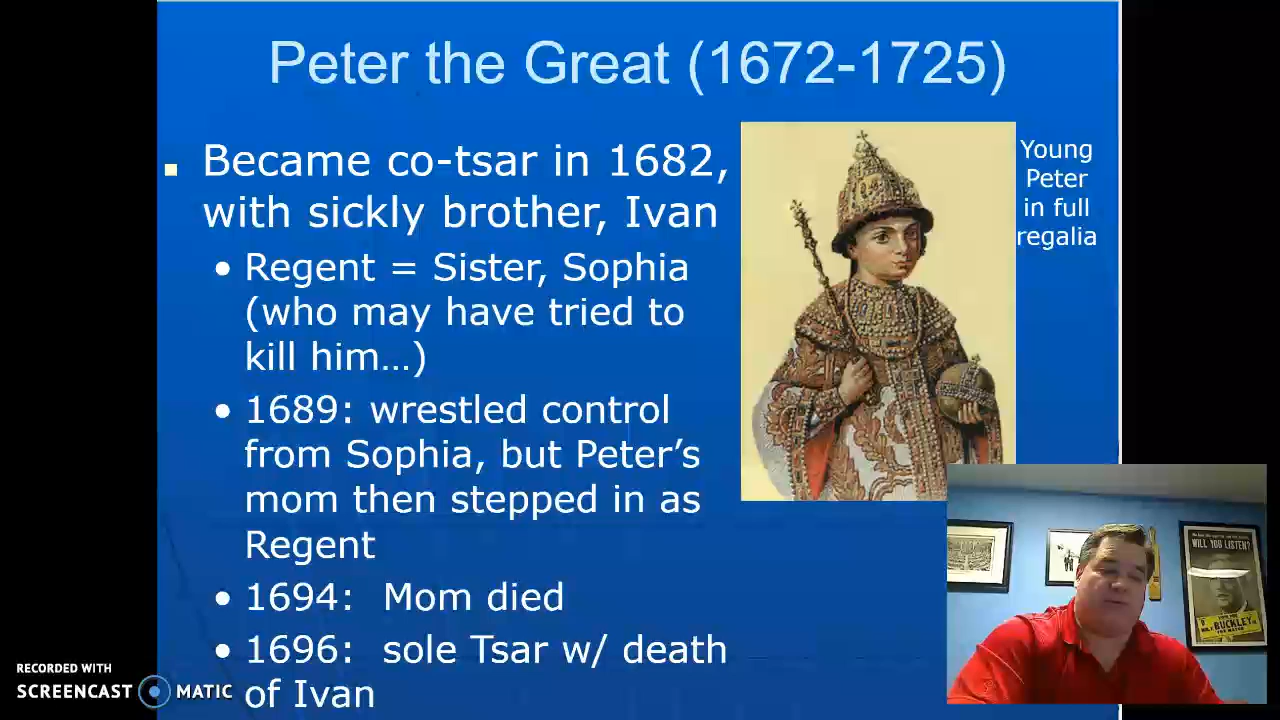 Peter the Great (1672-1725)
Became co-tsar in 1682,
with sickly brother, Ivan
Regent = Sister, Sophia
(who may have tried to
kill him…)
1689: wrestled control
from Sophia, but Peter’s
mom then stepped in as
Regent
1694: Mom died
1696: sole Tsar w/ death
of Ivan
Young
Peter
in full
regalia
WILL YOU LISTEN?
BUCKLEY
RECORDED WITH
SCREENCAST MATIC